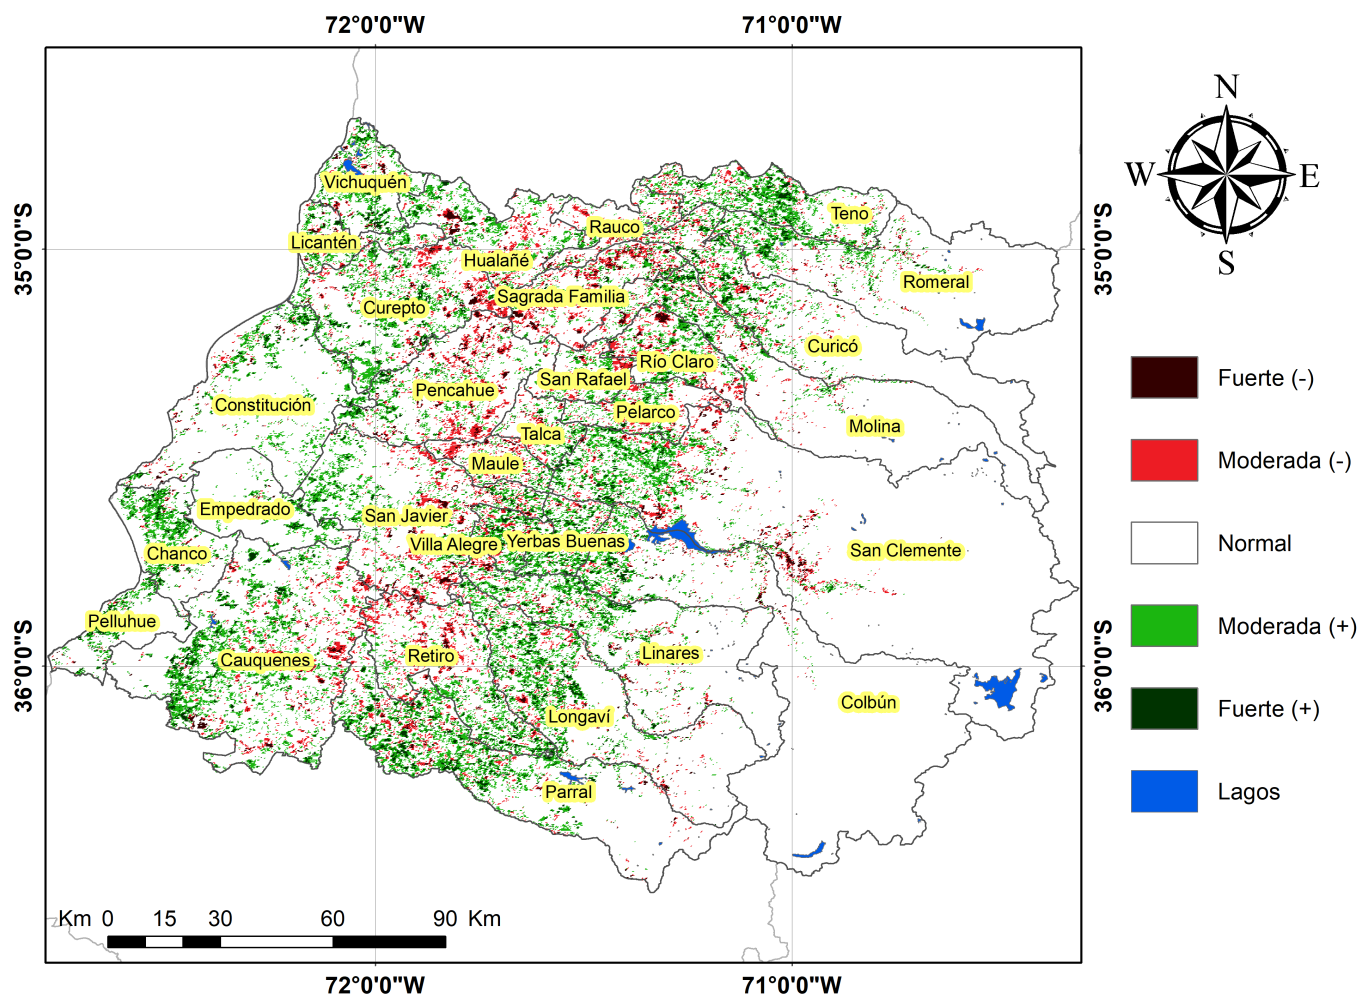 72°0'0"W
71°0'0"W
N
W
E
S
35°0'0"S
35°0'0"S
Vichuquén
Teno
Rauco
Licantén
Hualañé
Romeral
Sagrada Familia
Curepto
Curicó
Río Claro
San Rafael
Pencahue
Constitución
Pelarco
Molina
Talca
Maule
Empedrado
San Javier
Villa Alegre
Yerbas Buenas
San Clemente
Chanco
Pelluhue
Cauquenes
Retiro
Linares
Colbún
Longaví
Parral
36°0'0"S
36°0'0"S
Fuerte (-)
Moderada (-)
Normal
Moderada (+)
Fuerte (+)
Lagos
Km 0 15 30 60 90 Km
72°0'0"W
71°0'0"W